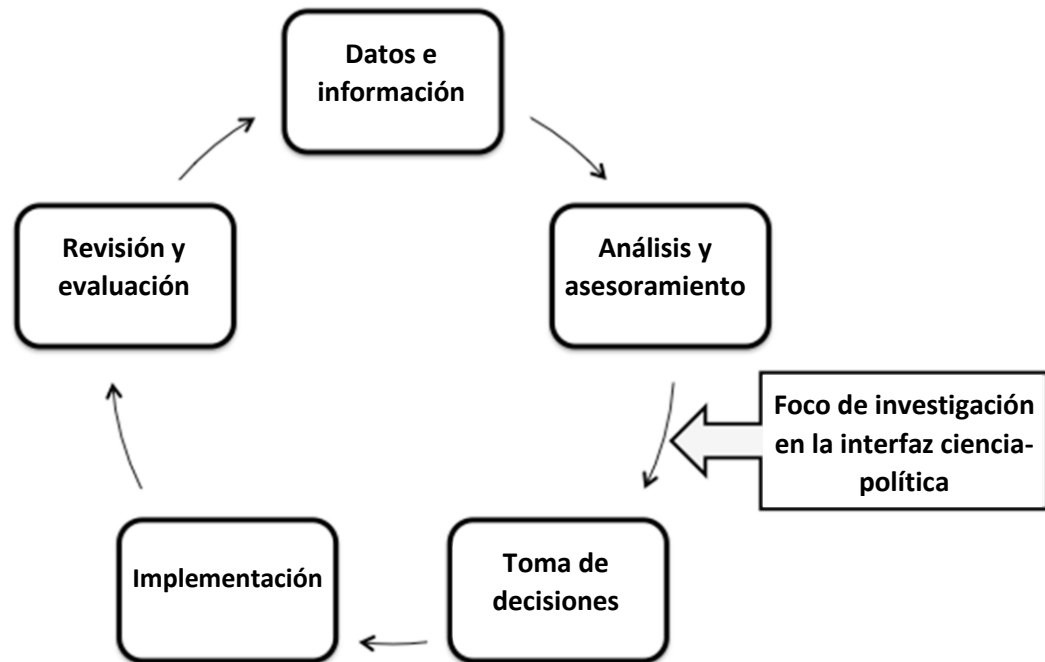 Datos e
información
Análisis y
asesoramiento
Foco de investigación
en la interfaz ciencia-
política
Toma de
decisiones
Implementación
Revisión y
evaluación